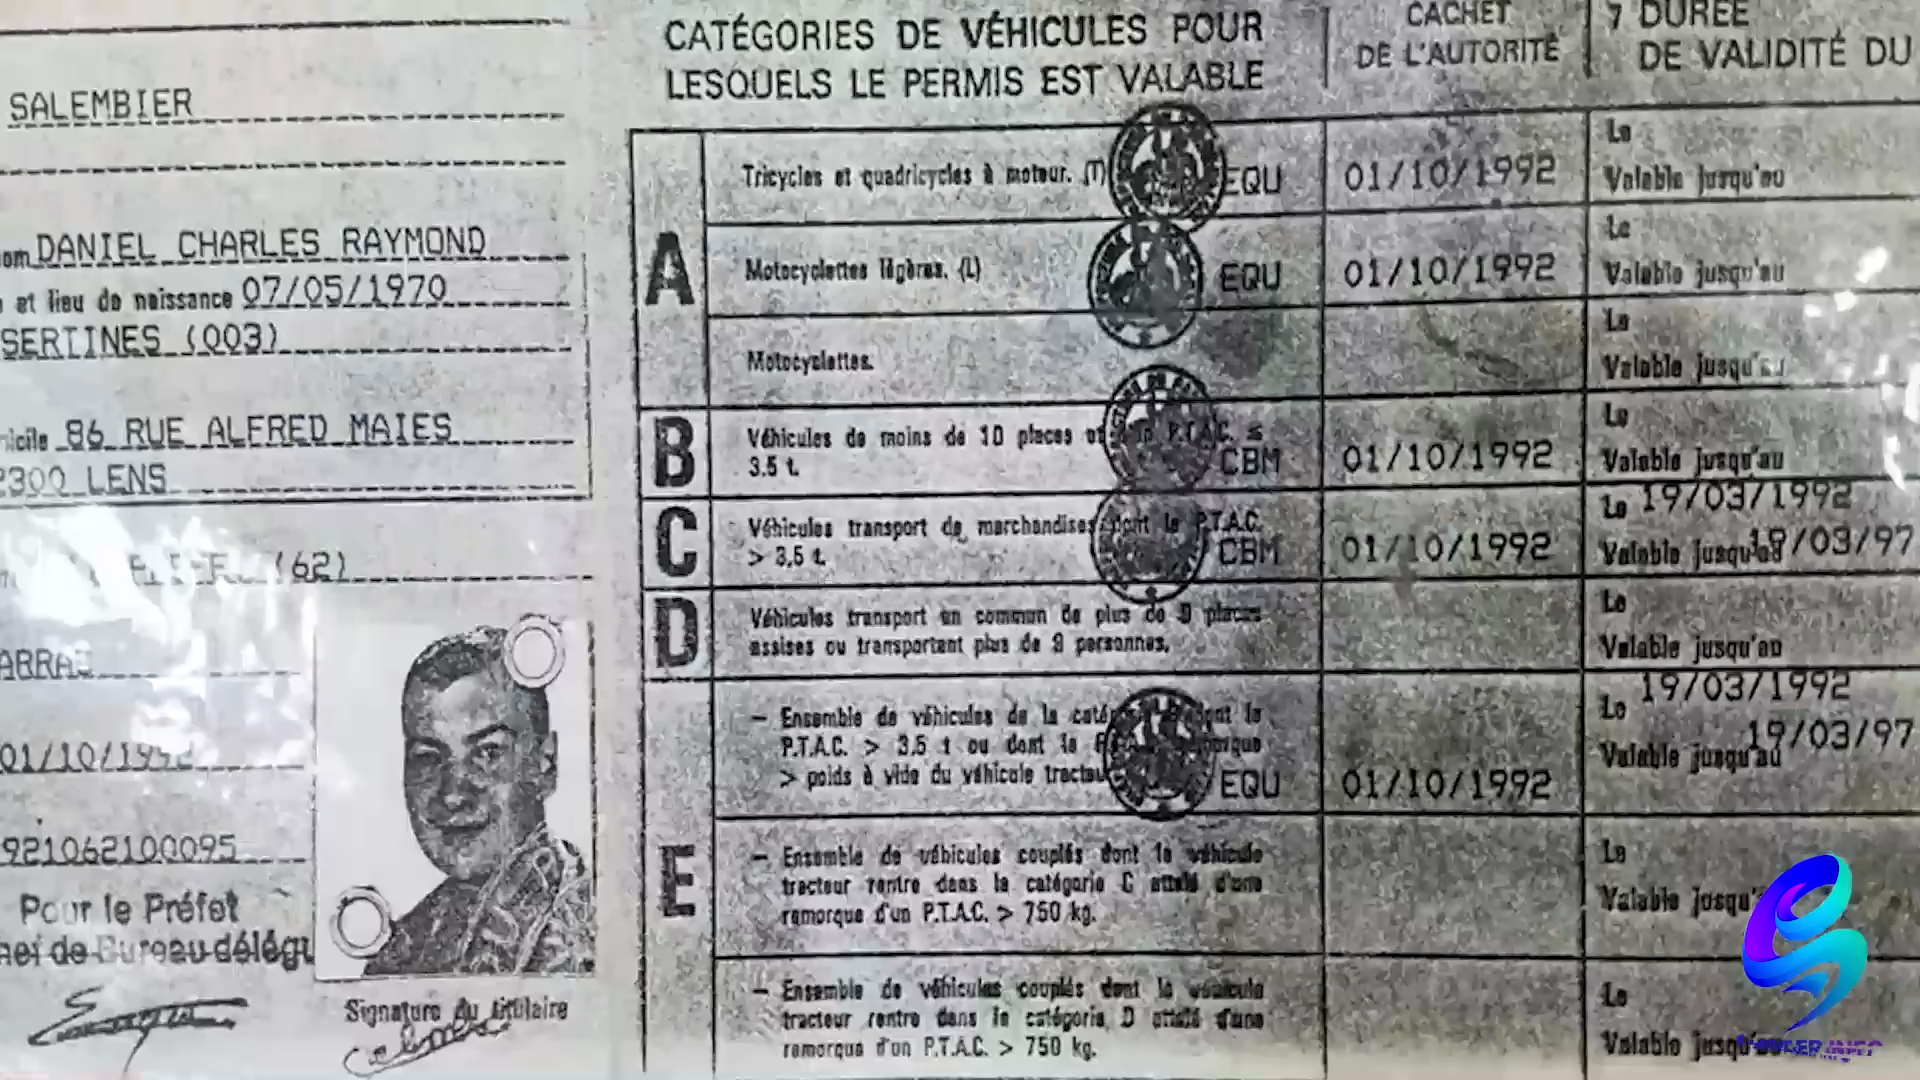 SALEMBIER
DANIEL CHARLES RAYMOND
et lieu de naissance 07/05/1970
SERTINES (003)
86 RUE ALFRED MAIES
LENS
(62)
01/10/1992
921062100095
Pour le Préfet
de Bureau délégu
Signature du titulaire
CATÉGORIES DE VÉHICULES POUR
LESQUELS LE PERMIS EST VALABLE
CACHET
DE L'AUTORITÉ
7 DURÉE
DE VALIDITÉ DU
A
Tricycles et quadricycles à moteur. (T)
EQU
01/10/1992
Le
Valable jusqu'au
Motocyclettes légères. (L)
EQU
01/10/1992
Le
Valable jusqu'au
Motocyclettes.
Le
Valable jusqu'au
B
Véhicules de moins de 10 places P.T.A.C. ≤
3.5 t.
CBM
01/10/1992
Le
Valable jusqu'au
C
Véhicules transport de marchandises dont le P.T.A.C.
> 3,5 t.
CBM
01/10/1992
Le 19/03/1992
Valable jusqu'au 19/03/97
D
Véhicules transport en commun de plus de 9 places
assises ou transportant plus de 9 personnes.
Le
Valable jusqu'au
E
– Ensemble de véhicules de la dont le
P.T.A.C. > 3.5 t ou dont le
> poids à vide du véhicule tracteur
EQU
01/10/1992
Le 19/03/1992
Valable jusqu'au 19/03/97
– Ensemble de véhicules couplés dont le véhicule
tracteur rentre dans la catégorie C attelé d'une
remorque d'un P.T.A.C. > 750 kg.
Le
Valable
– Ensemble de véhicules couplés dont le véhicule
tracteur rentre dans la catégorie D attelé d'une
remorque d'un P.T.A.C. > 750 kg.
Le
Valable